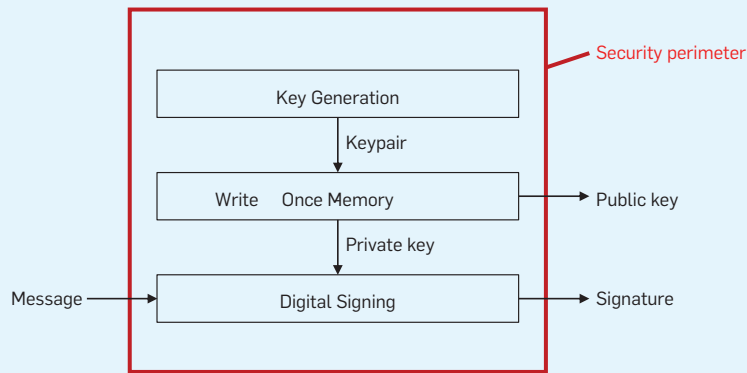 Security perimeter
Key Generation
Keypair
Write Once Memory
Public key
Private key
Message
Digital Signing
Signature